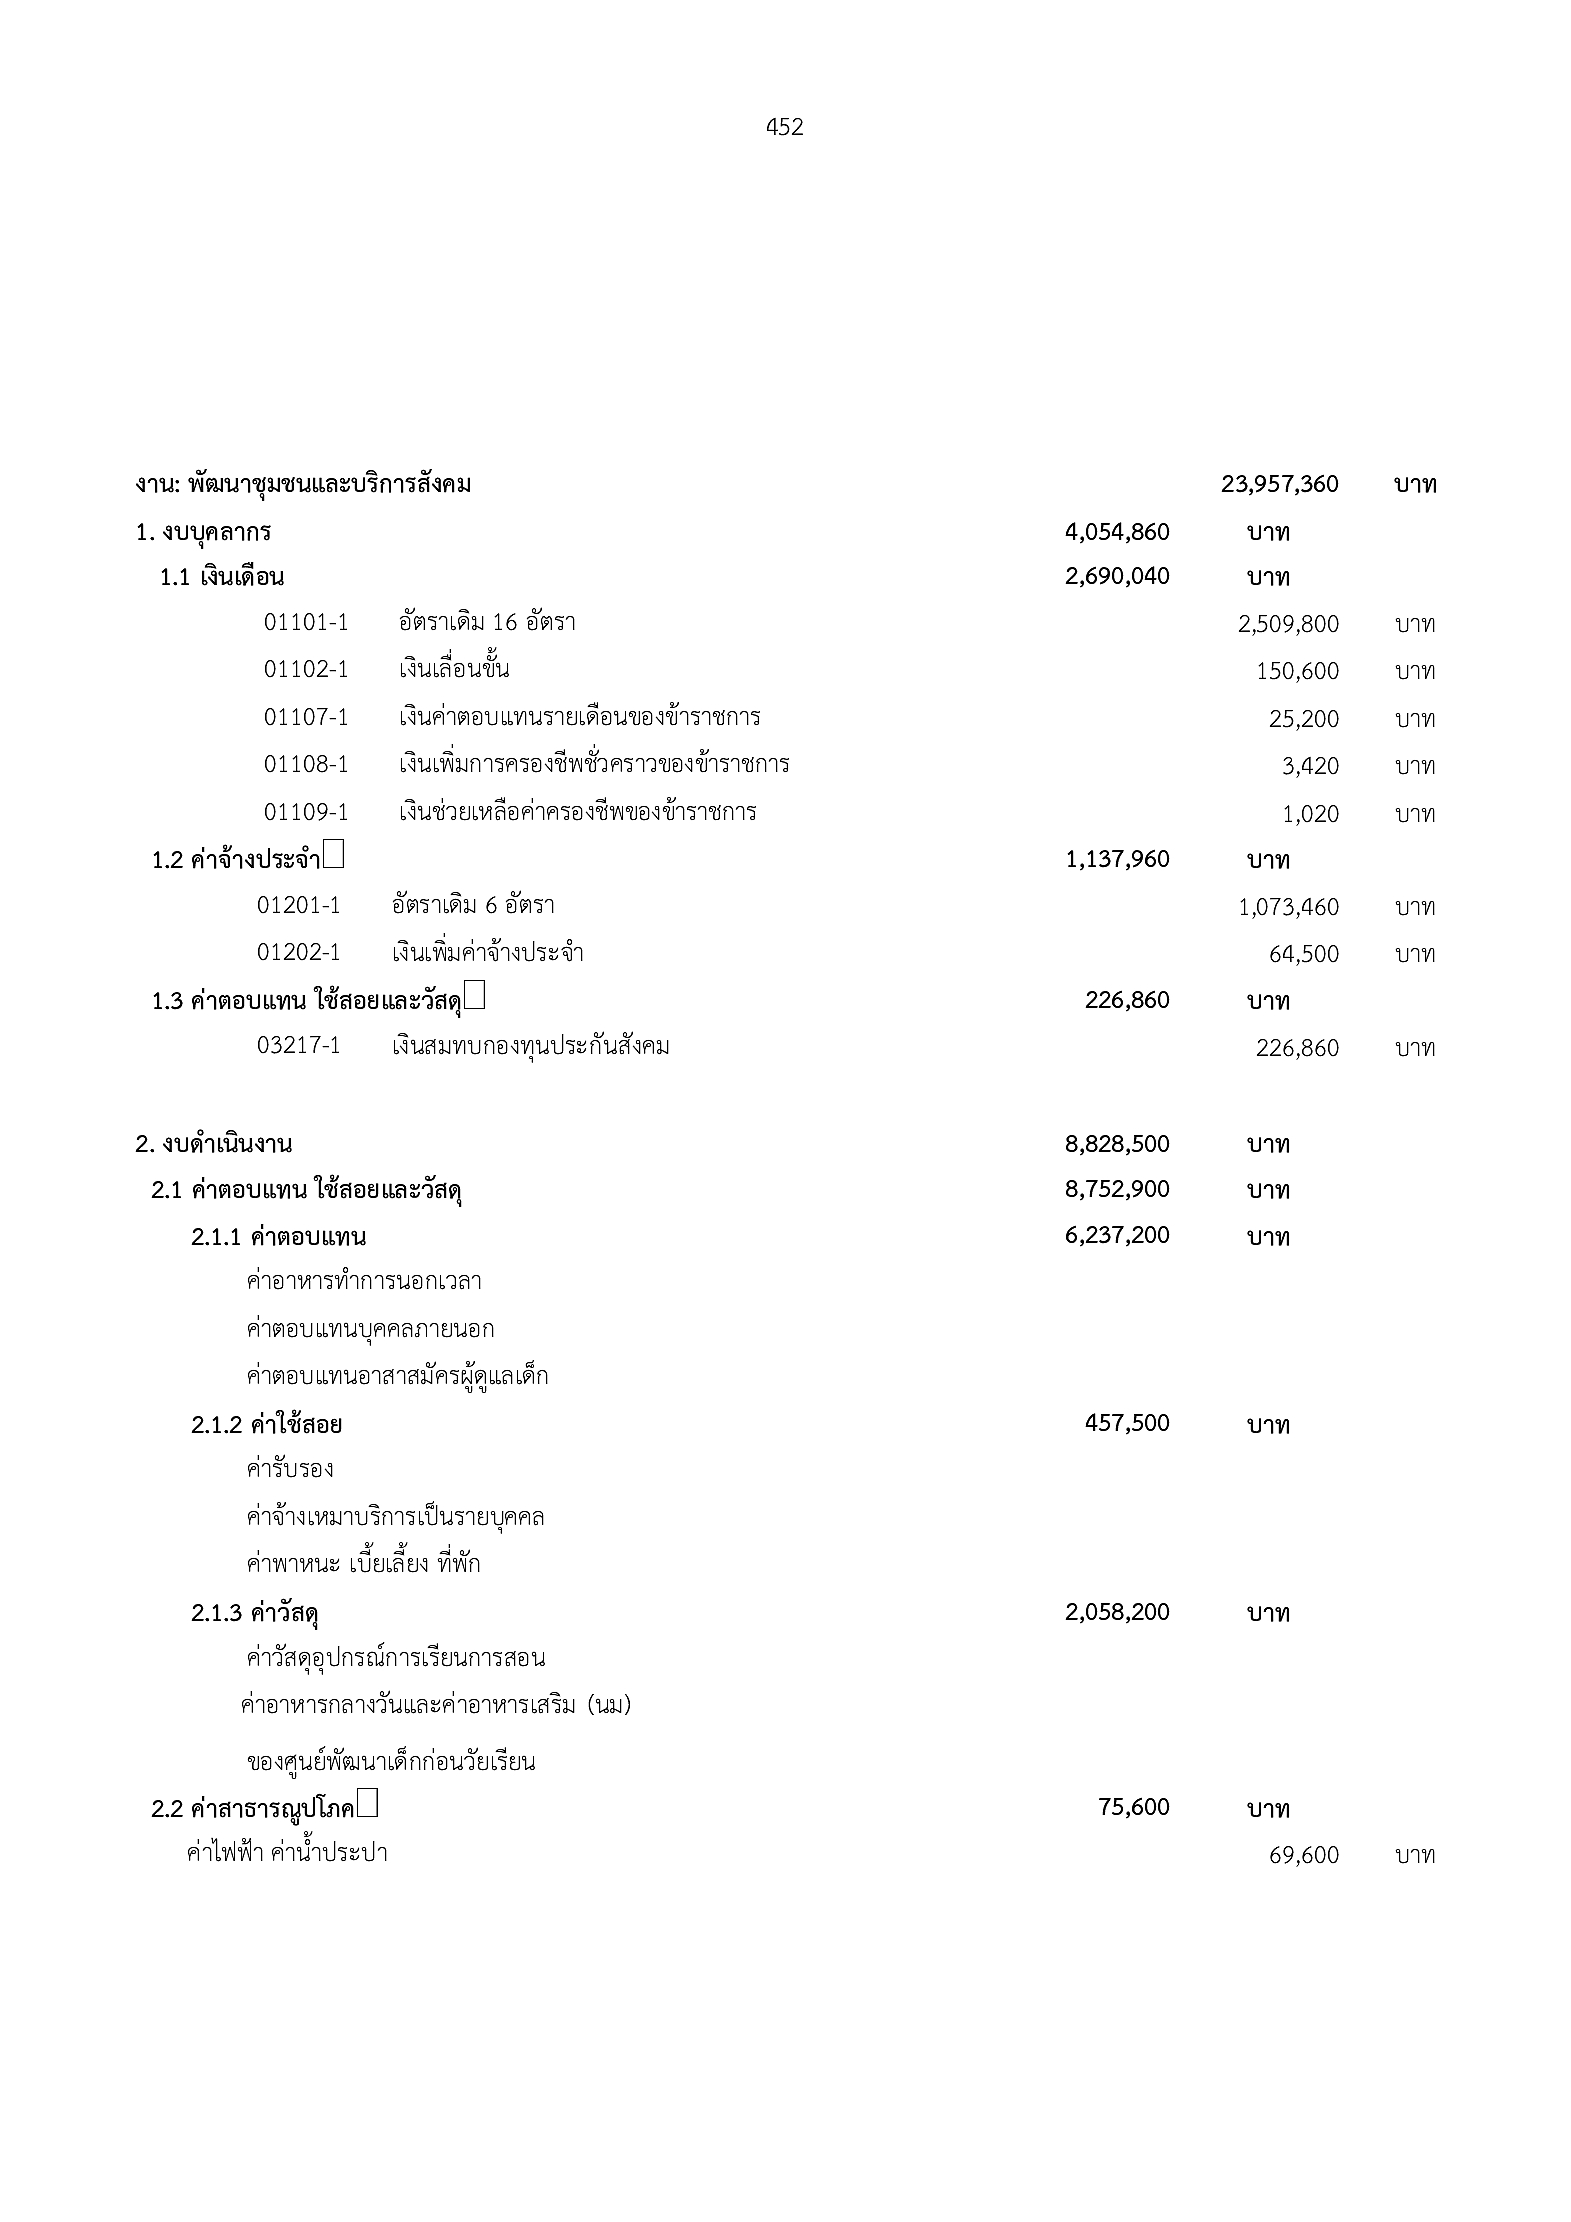 452
งาน: พัฒนาชุมชนและบริการสังคม 23,957,360 บาท
1. งบบุคลากร 4,054,860 บาท
1.1 เงินเดือน 2,690,040 บาท
01101-1 อัตราเดิม 16 อัตรา 2,509,800 บาท
01102-1 เงินเลื่อนขั้น 150,600 บาท
01107-1 เงินค่าตอบแทนรายเดือนของข้าราชการ 25,200 บาท
01108-1 เงินเพิ่มการครองชีพชั่วคราวของข้าราชการ 3,420 บาท
01109-1 เงินช่วยเหลือค่าครองชีพของข้าราชการ 1,020 บาท
1.2 ค่าจ้างประจำ 1,137,960 บาท
01201-1 อัตราเดิม 6 อัตรา 1,073,460 บาท
01202-1 เงินเพิ่มค่าจ้างประจำ 64,500 บาท
1.3 ค่าตอบแทน ใช้สอยและวัสดุ 226,860 บาท
03217-1 เงินสมทบกองทุนประกันสังคม 226,860 บาท
2. งบดำเนินงาน 8,828,500 บาท
2.1 ค่าตอบแทน ใช้สอยและวัสดุ 8,752,900 บาท
2.1.1 ค่าตอบแทน 6,237,200 บาท
ค่าอาหารทำการนอกเวลา
ค่าตอบแทนบุคคลภายนอก
ค่าตอบแทนอาสาสมัครผู้ดูแลเด็ก
2.1.2 ค่าใช้สอย 457,500 บาท
ค่ารับรอง
ค่าจ้างเหมาบริการเป็นรายบุคคล
ค่าพาหนะ เบี้ยเลี้ยง ที่พัก
2.1.3 ค่าวัสดุ 2,058,200 บาท
ค่าวัสดุอุปกรณ์การเรียนการสอน
ค่าอาหารกลางวันและค่าอาหารเสริม (นม)
ของศูนย์พัฒนาเด็กก่อนวัยเรียน
2.2 ค่าสาธารณูปโภค 75,600 บาท
ค่าไฟฟ้า ค่าน้ำประปา 69,600 บาท